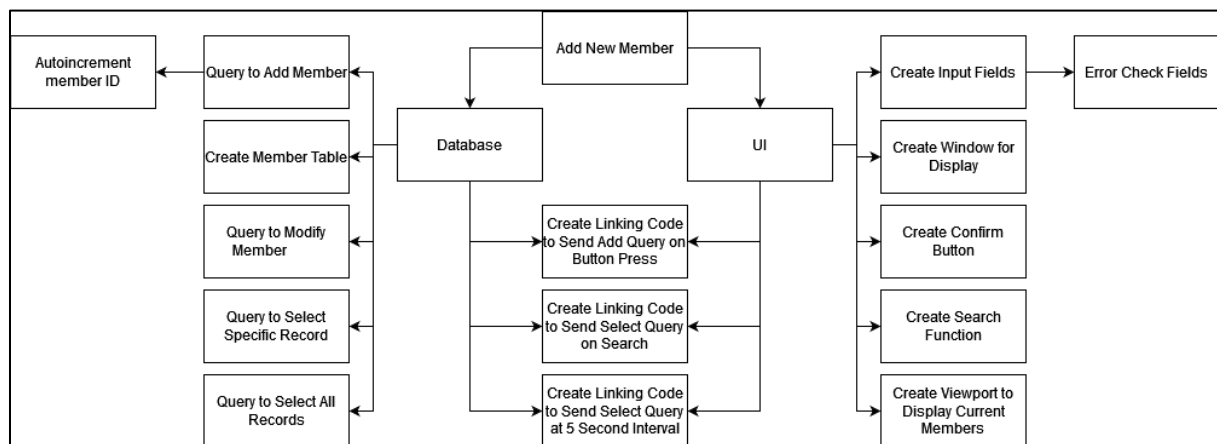 Add New Member
Autoincrement
member ID
Query to Add Member
Create Input Fields
Error Check Fields
Database
UI
Create Member Table
Create Window for
Display
Query to Modify
Member
Create Linking Code
to Send Add Query on
Button Press
Create Confirm
Button
Query to Select
Specific Record
Create Linking Code
to Send Select Query
on Search
Create Search
Function
Query to Select All
Records
Create Linking Code
to Send Select Query
at 5 Second Interval
Create Viewport to
Display Current
Members